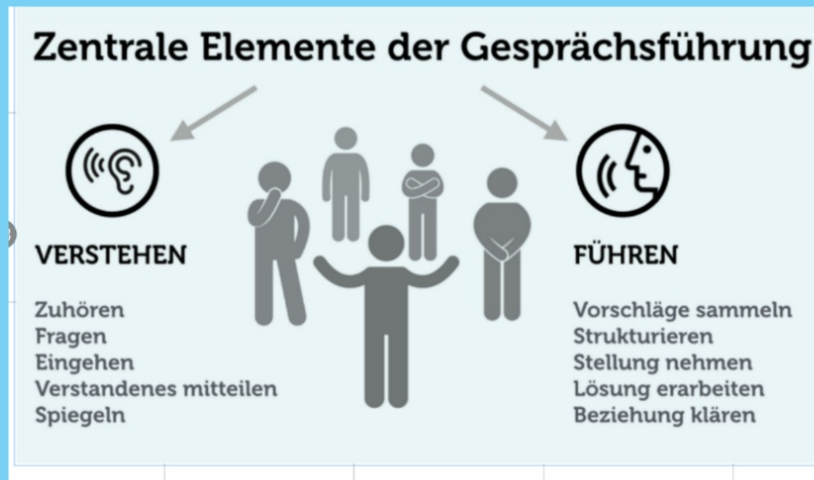 Zentrale Elemente der Gesprächsführung
VERSTEHEN
Zuhören
Fragen
Eingehen
Verstandenes mitteilen
Spiegeln
FÜHREN
Vorschläge sammeln
Strukturieren
Stellung nehmen
Lösung erarbeiten
Beziehung klären